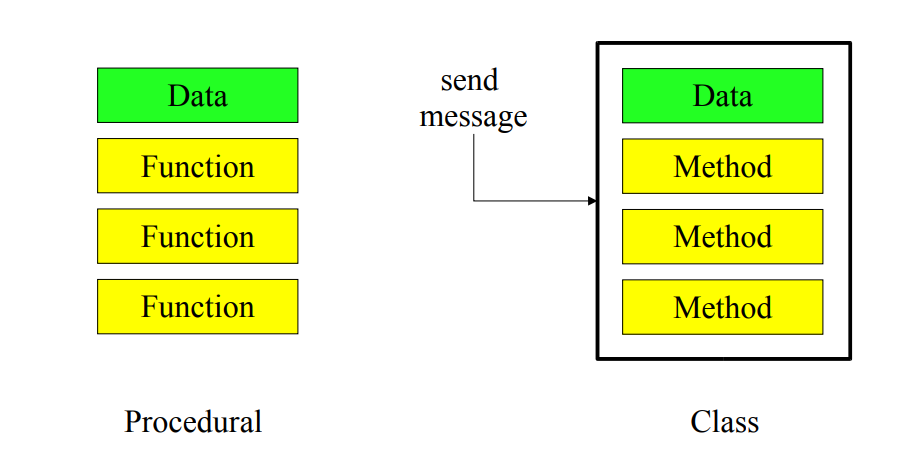 Data
Function
Function
Function
Procedural
send
message
Data
Method
Method
Method
Class